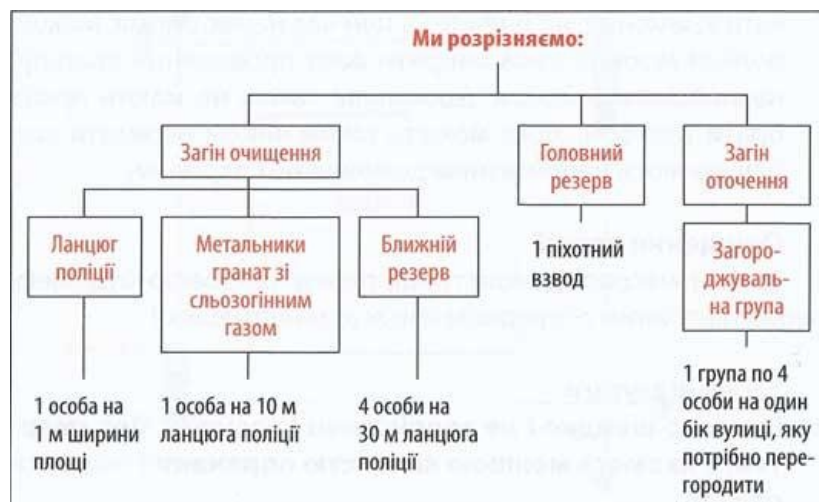 Ми розрізняємо:
Загін очищення
Головний
резерв
Загін
оточення
Ланцюг
поліції
Метальники
гранат зі
сльозогінним
газом
Ближній
резерв
1 піхотний
взвод
Загоро-
джуваль-
на група
1 особа на
1 м ширини
площі
1 особа на 10 м
ланцюга поліції
4 особи на
30 м ланцюга
поліції
1 група по 4
особи на один
бік вулиці, яку
потрібно пере-
городити